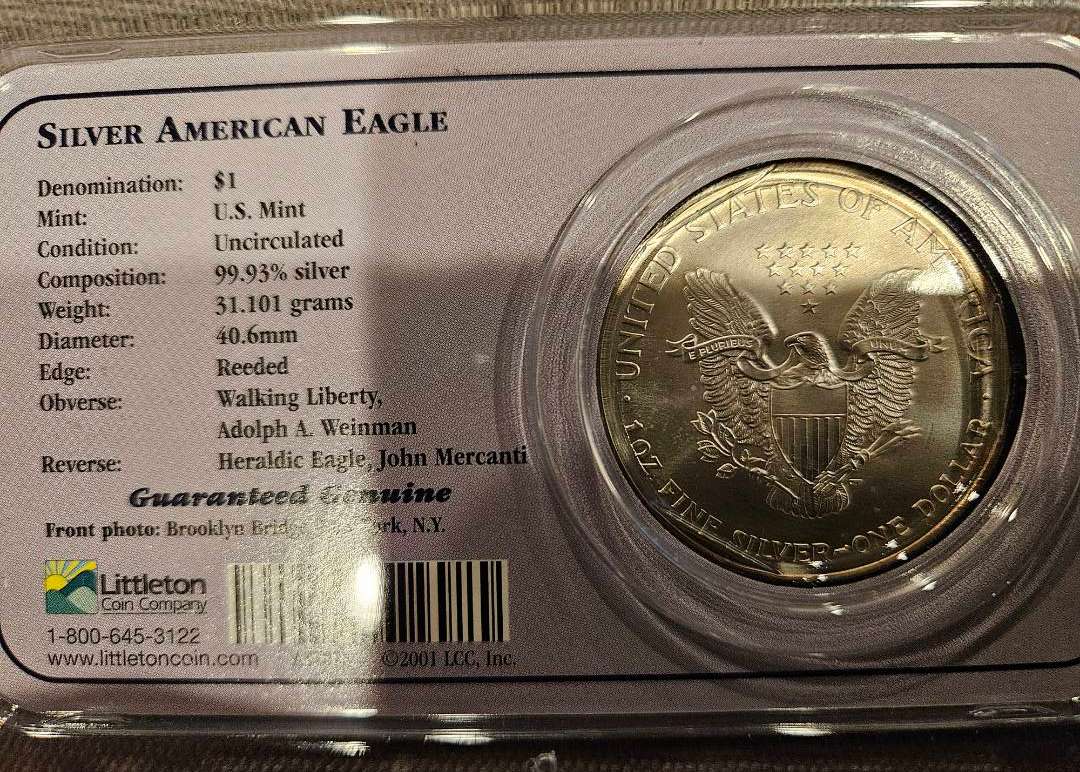 SILVER AMERICAN EAGLE
Denomination: $1
Mint: U.S. Mint
Condition: Uncirculated
Composition: 99.93% silver
Weight: 31.101 grams
Diameter: 40.6mm
Edge: Reeded
Obverse: Walking Liberty,
Adolph A. Weinman
Reverse: Heraldic Eagle, John Mercanti
Guaranteed Genuine
Front photo: Brooklyn Bridge N.Y.
Littleton
Coin Company
1-800-645-3122
www.littletoncoin.com
©2001 LCC, Inc.
UNITED STATES OF AMERICA
E PLURIBUS UNUM
1 OZ. FINE SILVER~ONE DOLLAR